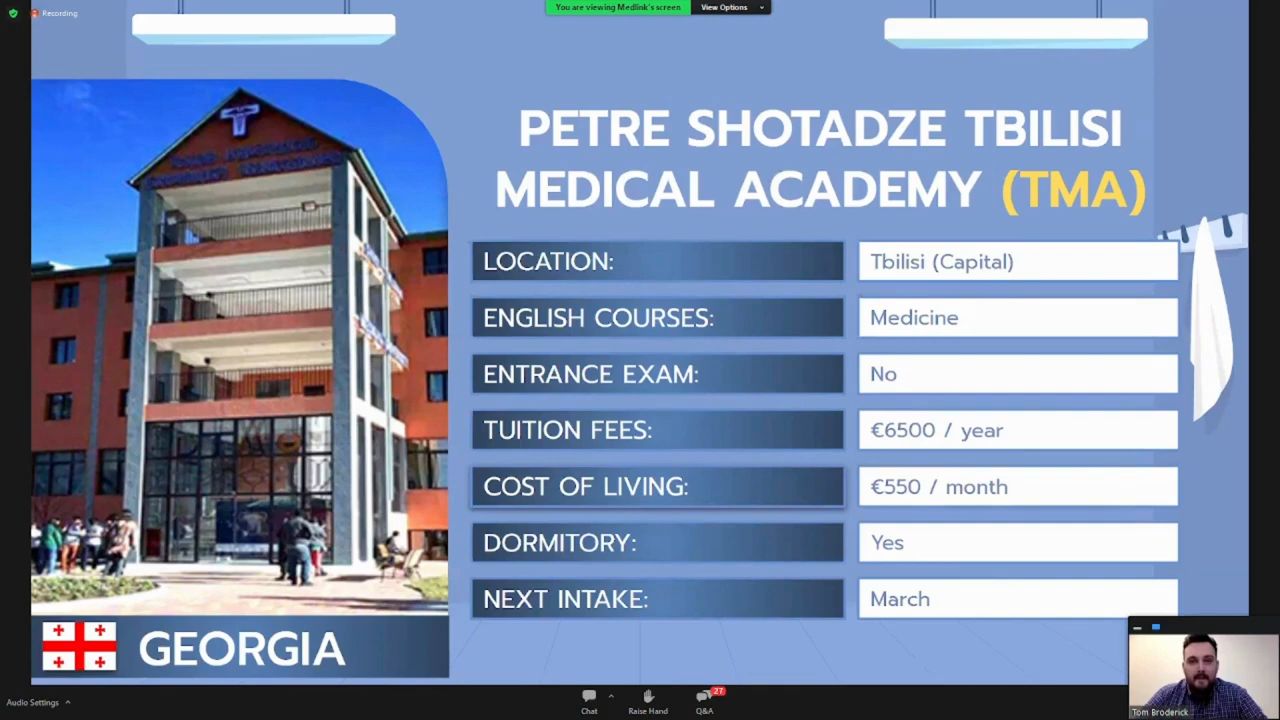 Recording
You are viewing Medlink's screen
View Options
PETRE SHOTADZE TBILISI
MEDICAL ACADEMY (TMA)
LOCATION:
Tbilisi (Capital)
ENGLISH COURSES:
Medicine
ENTRANCE EXAM:
No
TUITION FEES:
€6500 / year
COST OF LIVING:
€550 / month
DORMITORY:
Yes
NEXT INTAKE:
March
GEORGIA
Audio Settings
Chat
Raise Hand
27
Q&A
Tom Broderick